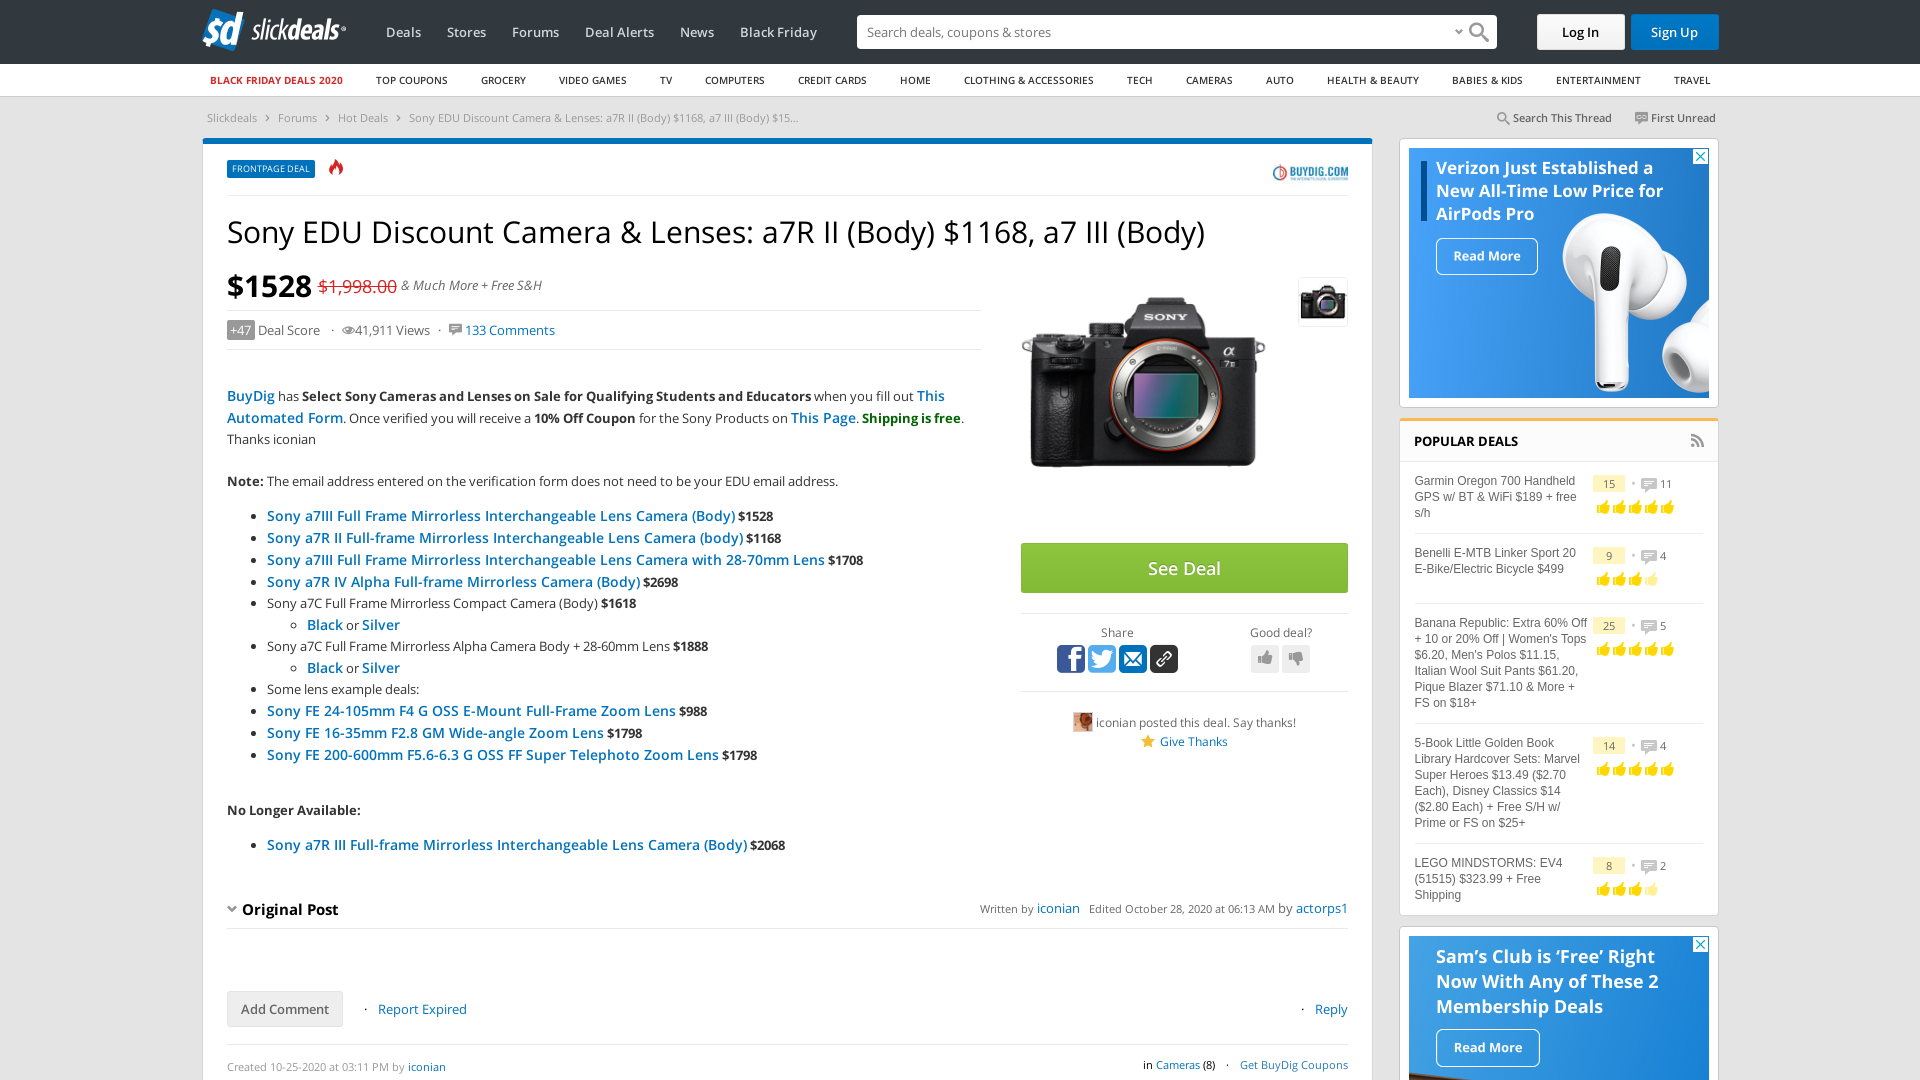 sd slickdeals
Deals
Stores
Forums
Deal Alerts
News
Black Friday
Search deals, coupons & shops
Log In
Sign Up
BLACK FRIDAY DEALS 2020
TOP COUPONS
GROCERY
VIDEO GAMES
TV
COMPUTERS
CREDIT CARDS
HOME
CLOTHING & ACCESSORIES
TECH
CAMERAS
AUTO
HEALTH & BEAUTY
BABIES & KIDS
ENTERTAINMENT
TRAVEL
Slickdeals › Forums › Hot Deals › Sony EDU Discount Camera & Lenses: a7R II (Body) $1168, a7 III (Body) $15...
Search This Thread
First Unread
FRONTPAGE DEAL
BUYDIG.COM
Sony EDU Discount Camera & Lenses: a7R II (Body) $1168, a7 III (Body)
$1528 $1,998.00 & Much More + Free S&H
+47 Deal Score · 41,911 Views · 133 Comments
SONY
α
7III
BuyDig has Select Sony Cameras and Lenses on Sale for Qualifying Students and Educators when you fill out This
Automated Form. Once verified you will receive a 10% Off Coupon for the Sony Products on This Page. Shipping is free.
Thanks iconian
Note: The email address entered on the verification form does not need to be your EDU email address.
• Sony a7III Full Frame Mirrorless Interchangeable Lens Camera (Body) $1528
• Sony a7R II Full-frame Mirrorless Interchangeable Lens Camera (body) $1168
• Sony a7III Full Frame Mirrorless Interchangeable Lens Camera with 28-70mm Lens $1708
• Sony a7R IV Alpha Full-frame Mirrorless Camera (Body) $2698
• Sony a7C Full Frame Mirrorless Compact Camera (Body) $1618
◦ Black or Silver
• Sony a7C Full Frame Mirrorless Alpha Camera Body + 28-60mm Lens $1888
◦ Black or Silver
• Some lens example deals:
• Sony FE 24-105mm F4 G OSS E-Mount Full-Frame Zoom Lens $988
• Sony FE 16-35mm F2.8 GM Wide-angle Zoom Lens $1798
• Sony FE 200-600mm F5.6-6.3 G OSS FF Super Telephoto Zoom Lens $1798
No Longer Available:
• Sony a7R III Full-frame Mirrorless Interchangeable Lens Camera (Body) $2068
See Deal
Share
Good deal?
iconian posted this deal. Say thanks!
Give Thanks
Original Post
Written by iconian Edited October 28, 2020 at 06:13 AM by actorps1
Add Comment
· Report Expired
· Reply
Created 10-25-2020 at 03:11 PM by iconian
in Cameras (8) · Get BuyDig Coupons
Verizon Just Established a
New All-Time Low Price for
AirPods Pro
Read More
POPULAR DEALS
Garmin Oregon 700 Handheld
GPS w/ BT & WiFi $189 + free
s/h
15 • 11
Benelli E-MTB Linker Sport 20
E-Bike/Electric Bicycle $499
9 • 4
Banana Republic: Extra 60% Off
+ 10 or 20% Off | Women's Tops
$6.20, Men's Polos $11.15,
Italian Wool Suit Pants $61.20,
Pique Blazer $71.10 & More +
FS on $18+
25 • 5
5-Book Little Golden Book
Library Hardcover Sets: Marvel
Super Heroes $13.49 ($2.70
Each), Disney Classics $14
($2.80 Each) + Free S/H w/
Prime or FS on $25+
14 • 4
LEGO MINDSTORMS: EV4
(51515) $323.99 + Free
Shipping
8 • 2
Sam's Club is 'Free' Right
Now With Any of These 2
Membership Deals
Read More